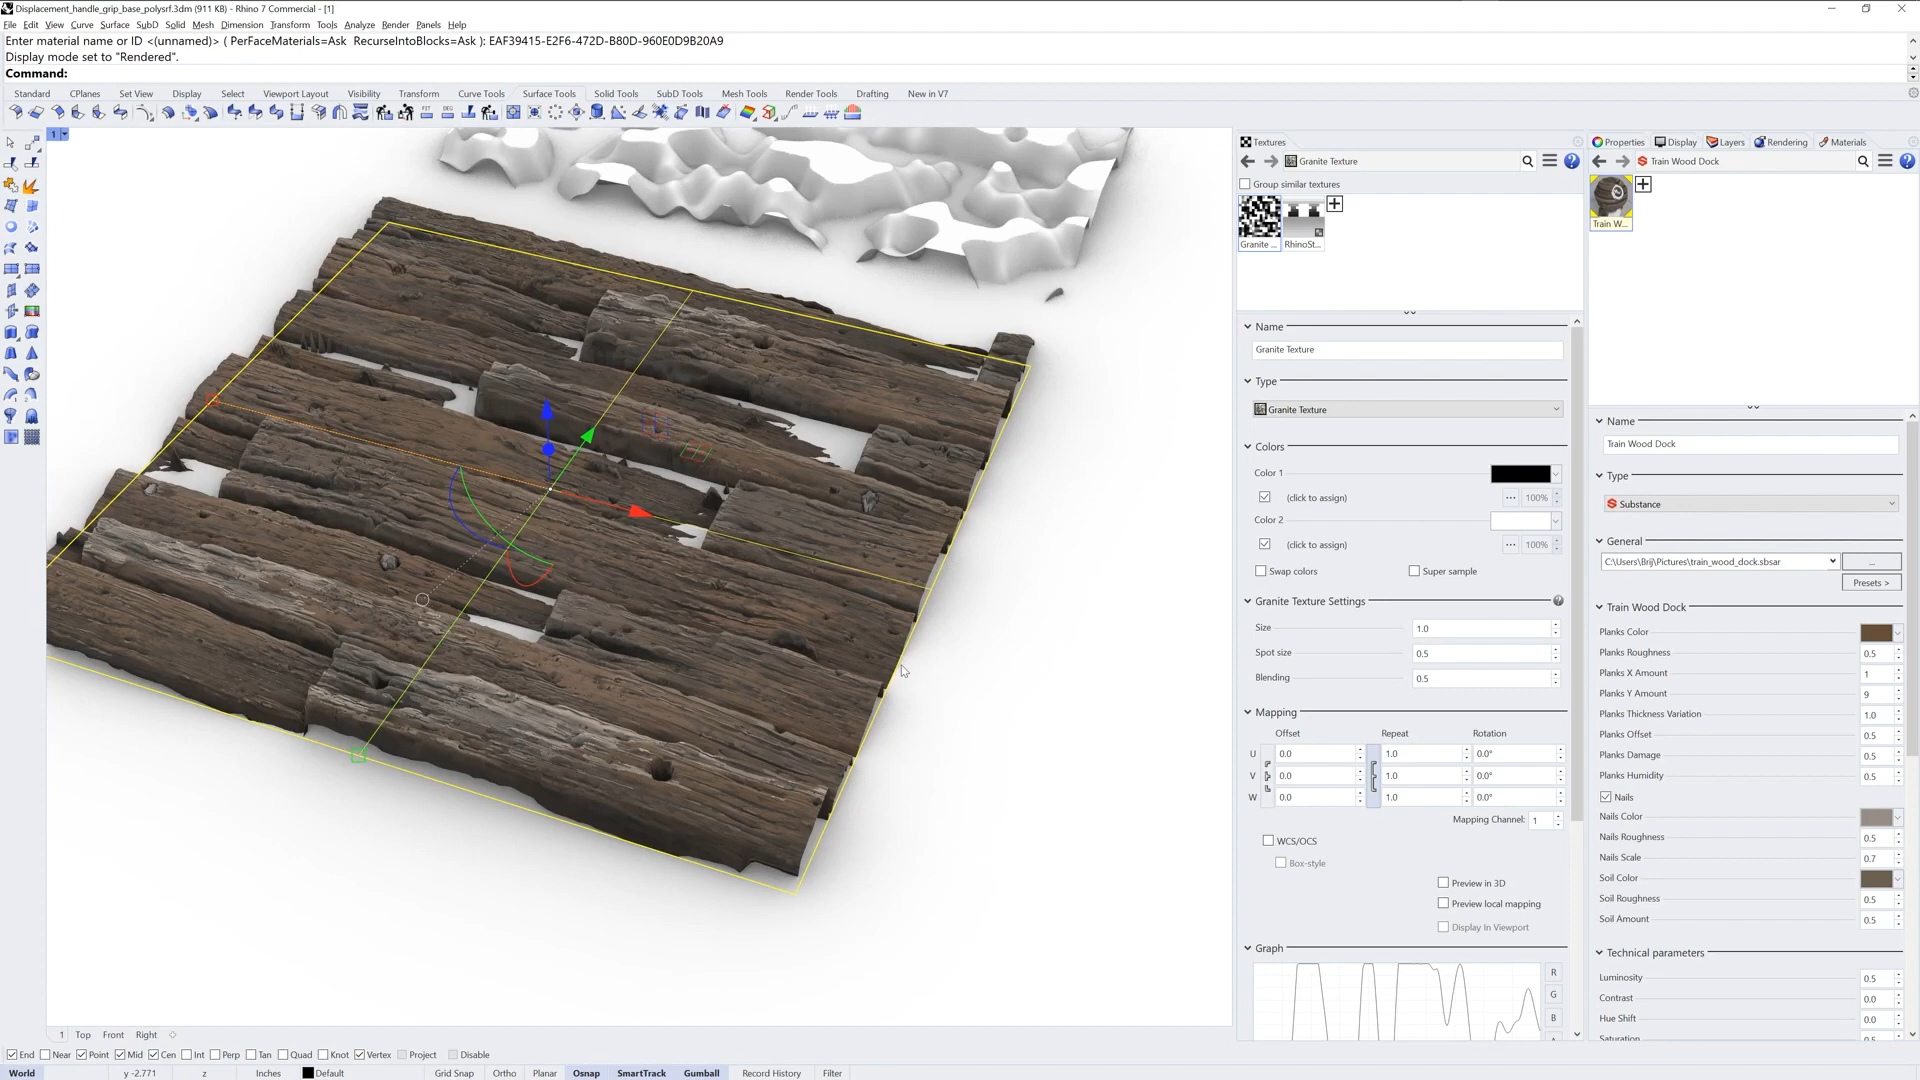 Displacement_handle_grip_base_polysrf.3dm (911 KB) - Rhino 7 Commercial - [1]
File Edit View Curve Surface SubD Solid Mesh Dimension Transform Tools Analyze Render Panels Help
Enter material name or ID <(unnamed)> ( PerFaceMaterials=Ask RecurseIntoBlocks=Ask ): EAF39415-E2F6-472D-B80D-960E0D9B20A9
Display mode set to "Rendered".
Command:
Standard CPlanes Set View Display Select Viewport Layout Visibility Transform Curve Tools Surface Tools Solid Tools SubD Tools Mesh Tools Render Tools Drafting New in V7
FIT DEG
1
Textures
Granite Texture
Group similar textures
Granite ... RhinoSt...
Name
Granite Texture
Type
Granite Texture
Colors
Color 1
(click to assign) ... 100%
Color 2
(click to assign) ... 100%
Swap colors Super sample
Granite Texture Settings
Size 1.0
Spot size 0.5
Blending 0.5
Mapping
Offset Repeat Rotation
U 0.0 1.0 0.0°
V 0.0 1.0 0.0°
W 0.0 1.0 0.0°
Mapping Channel: 1
WCS/OCS
Box-style
Preview in 3D
Preview local mapping
Display In Viewport
Graph
R
G
B
Properties Display Layers Rendering Materials
Train Wood Dock
Train W...
Name
Train Wood Dock
Type
Substance
General
C:\Users\Brij\Pictures\train_wood_dock.sbsar ...
Presets >
Train Wood Dock
Planks Color
Planks Roughness 0.5
Planks X Amount 1
Planks Y Amount 9
Planks Thickness Variation 1.0
Planks Offset 0.5
Planks Damage 0.5
Planks Humidity 0.5
Nails
Nails Color
Nails Roughness 0.5
Nails Scale 0.7
Soil Color
Soil Roughness 0.5
Soil Amount 0.5
Technical parameters
Luminosity 0.5
Contrast 0.0
Hue Shift 0.0
Saturation 0.5
1 Top Front Right
End Near Point Mid Cen Int Perp Tan Quad Knot Vertex Project Disable
World y -2.771 z Inches Default Grid Snap Ortho Planar Osnap SmartTrack Gumball Record History Filter